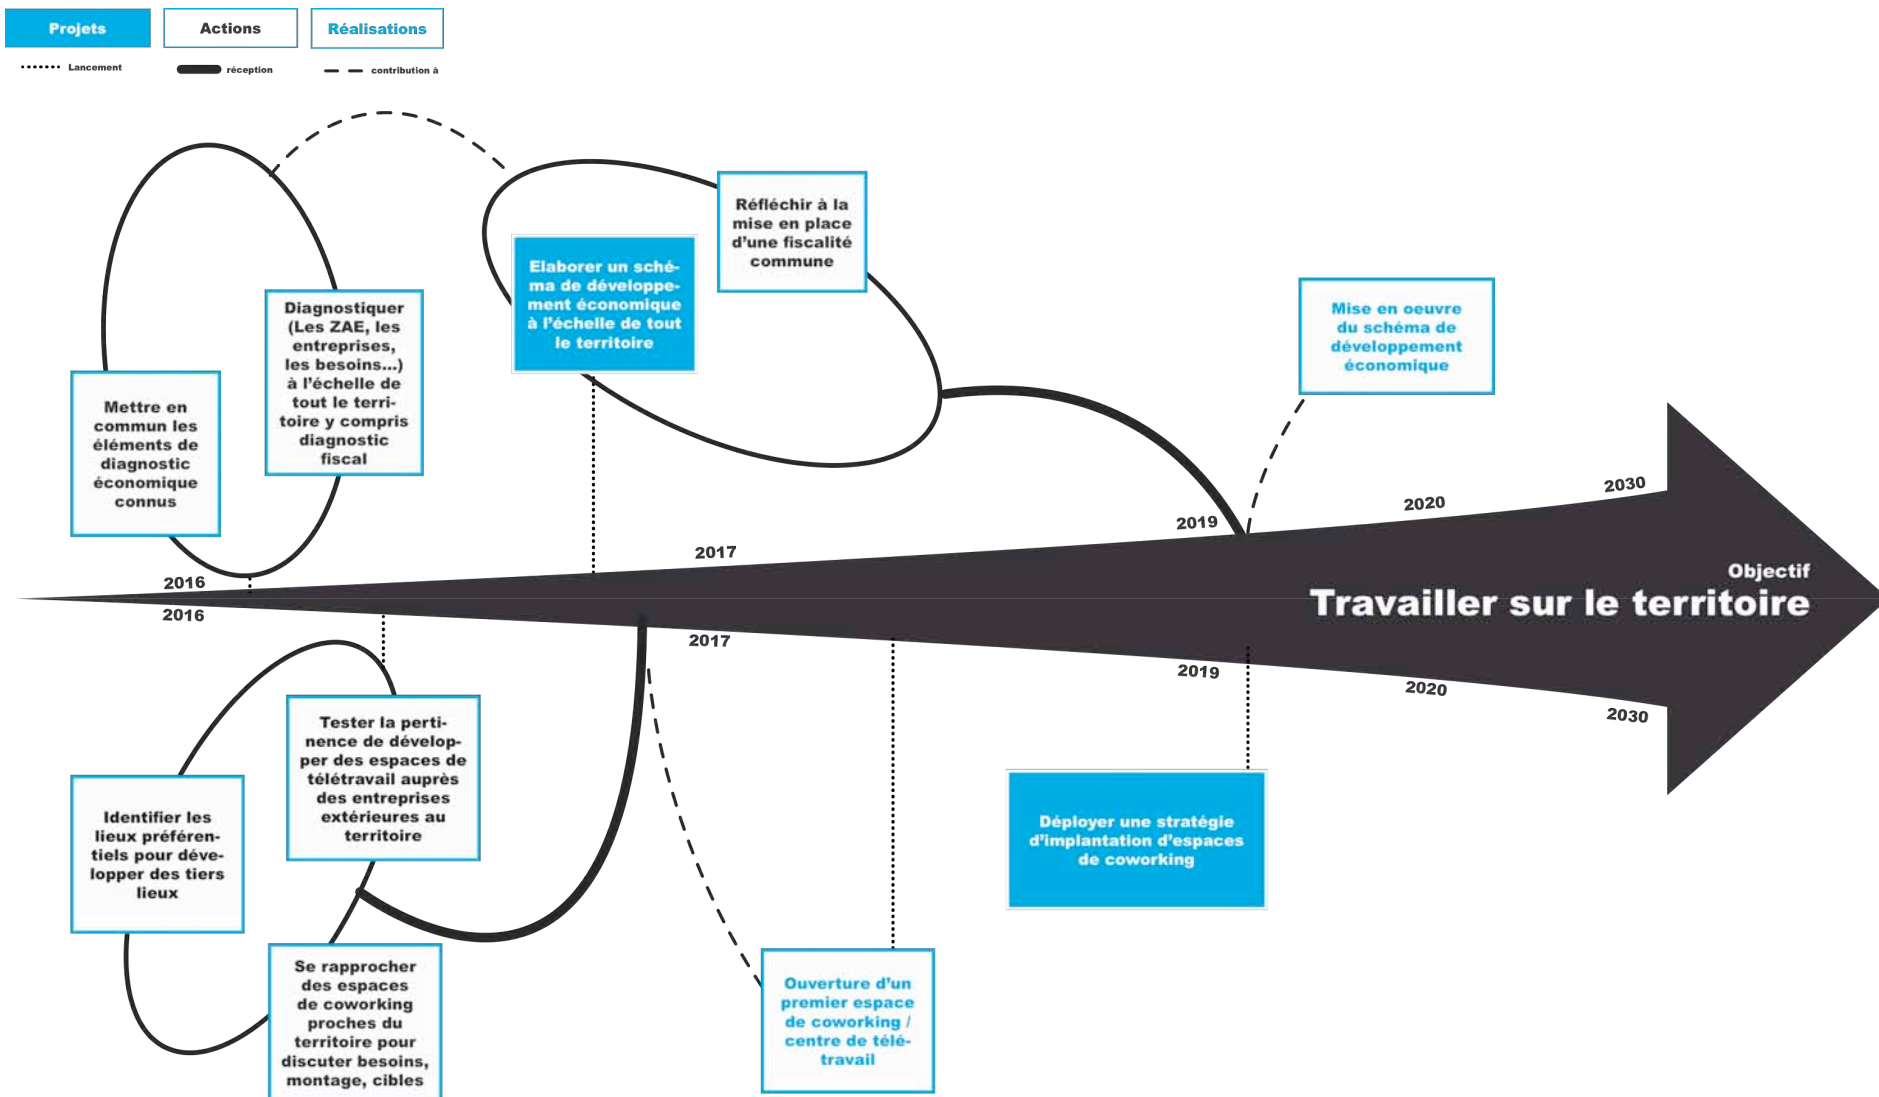 Projets
Actions
Réalisations
Lancement
réception
contribution à
Réfléchir à la
mise en place
d’une fiscalité
commune
Elaborer un sché-
ma de développe-
ment économique
à l’échelle de tout
le territoire
Diagnostiquer
(Les ZAE, les
entreprises,
les besoins...)
à l’échelle de
tout le terri-
toire y compris
diagnostic
fiscal
Mettre en
commun les
éléments de
diagnostic
économique
connus
Mise en oeuvre
du schéma de
développement
économique
2016
2017
2019
2020
2030
Objectif
Travailler sur le territoire
2016
2017
2019
2020
2030
Tester la perti-
nence de dévelop-
per des espaces de
télétravail auprès
des entreprises
extérieures au
territoire
Identifier les
lieux préféren-
tiels pour déve-
lopper des tiers
lieux
Se rapprocher
des espaces
de coworking
proches du
territoire pour
discuter besoins,
montage, cibles
Ouverture d’un
premier espace
de coworking /
centre de télé-
travail
Déployer une stratégie
d’implantation d’espaces
de coworking